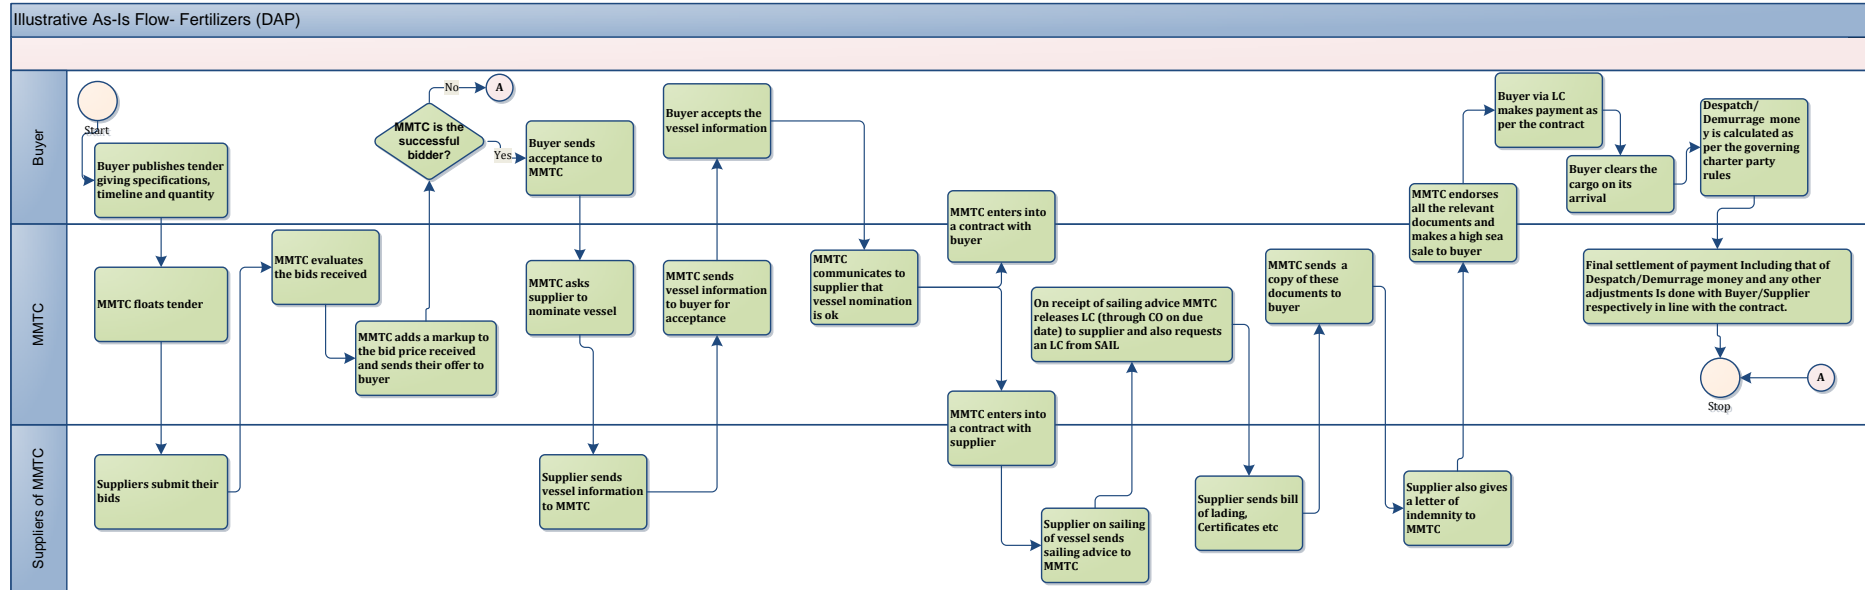 Illustrative As-Is Flow- Fertilizers (DAP)
Buyer
Start
Buyer publishes tender
giving specifications,
timeline and quantity
MMTC is the
successful
bidder?
No
A
Yes
Buyer sends
acceptance to
MMTC
Buyer accepts the
vessel information
MMTC enters into
a contract with
buyer
Buyer via LC
makes payment as
per the contract
Buyer clears the
cargo on its
arrival
Despatch/
Demurrage mone
y is calculated as
per the governing
charter party
rules
MMTC endorses
all the relevant
documents and
makes a high sea
sale to buyer
MMTC
MMTC floats tender
MMTC evaluates
the bids received
MMTC adds a markup to
the bid price received
and sends their offer to
buyer
MMTC asks
supplier to
nominate vessel
MMTC sends
vessel information
to buyer for
acceptance
MMTC
communicates to
supplier that
vessel nomination
is ok
On receipt of sailing advice MMTC
releases LC (through CO on due
date) to supplier and also requests
an LC from SAIL
MMTC sends a
copy of these
documents to
buyer
Final settlement of payment Including that of
Despatch/Demurrage money and any other
adjustments Is done with Buyer/Supplier
respectively in line with the contract.
Stop
A
MMTC enters into
a contract with
supplier
Suppliers of MMTC
Suppliers submit their
bids
Supplier sends
vessel information
to MMTC
Supplier on sailing
of vessel sends
sailing advice to
MMTC
Supplier sends bill
of lading,
Certificates etc
Supplier also gives
a letter of
indemnity to
MMTC